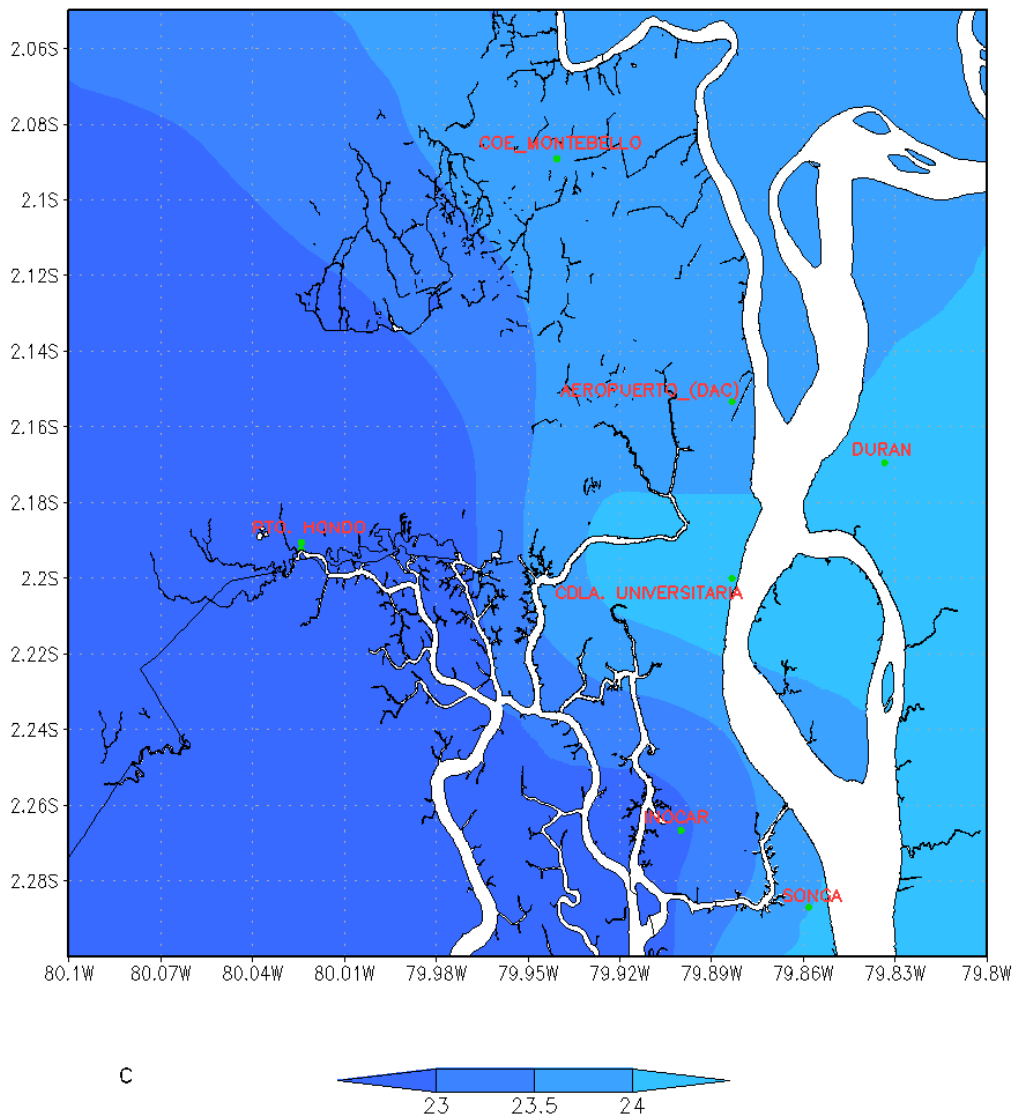 2.06S
2.08S
COE_MONTEBELLO
2.1S
2.12S
2.14S
AEROPUERTO_(DAC)
2.16S
DURAN
2.18S
PTO. HONDO
2.2S
CDLA. UNIVERSITARIA
2.22S
2.24S
2.26S
INOCAR
2.28S
SONGA
80.1W 80.07W 80.04W 80.01W 79.98W 79.95W 79.92W 79.89W 79.86W 79.83W 79.8W
C
23 23.5 24